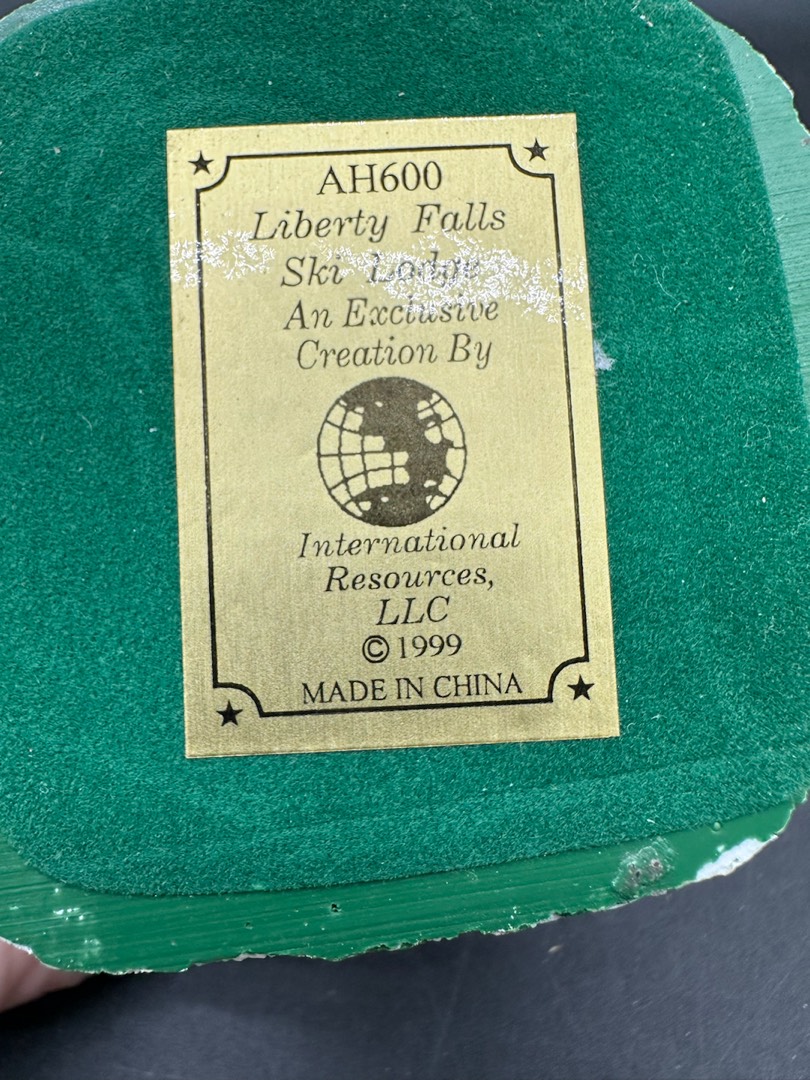 AH600
Liberty Falls
Ski Lodge
An Exclusive
Creation By
International
Resources,
LLC
© 1999
MADE IN CHINA